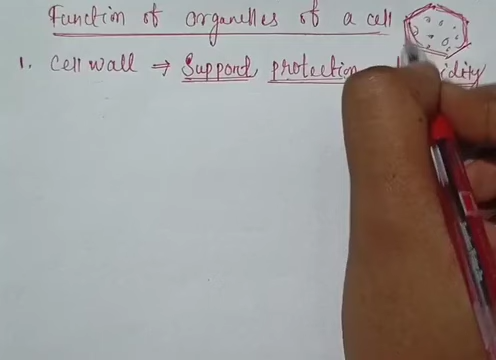 Function of organelles of a cell
1. Cell wall ⇒ Support, protection